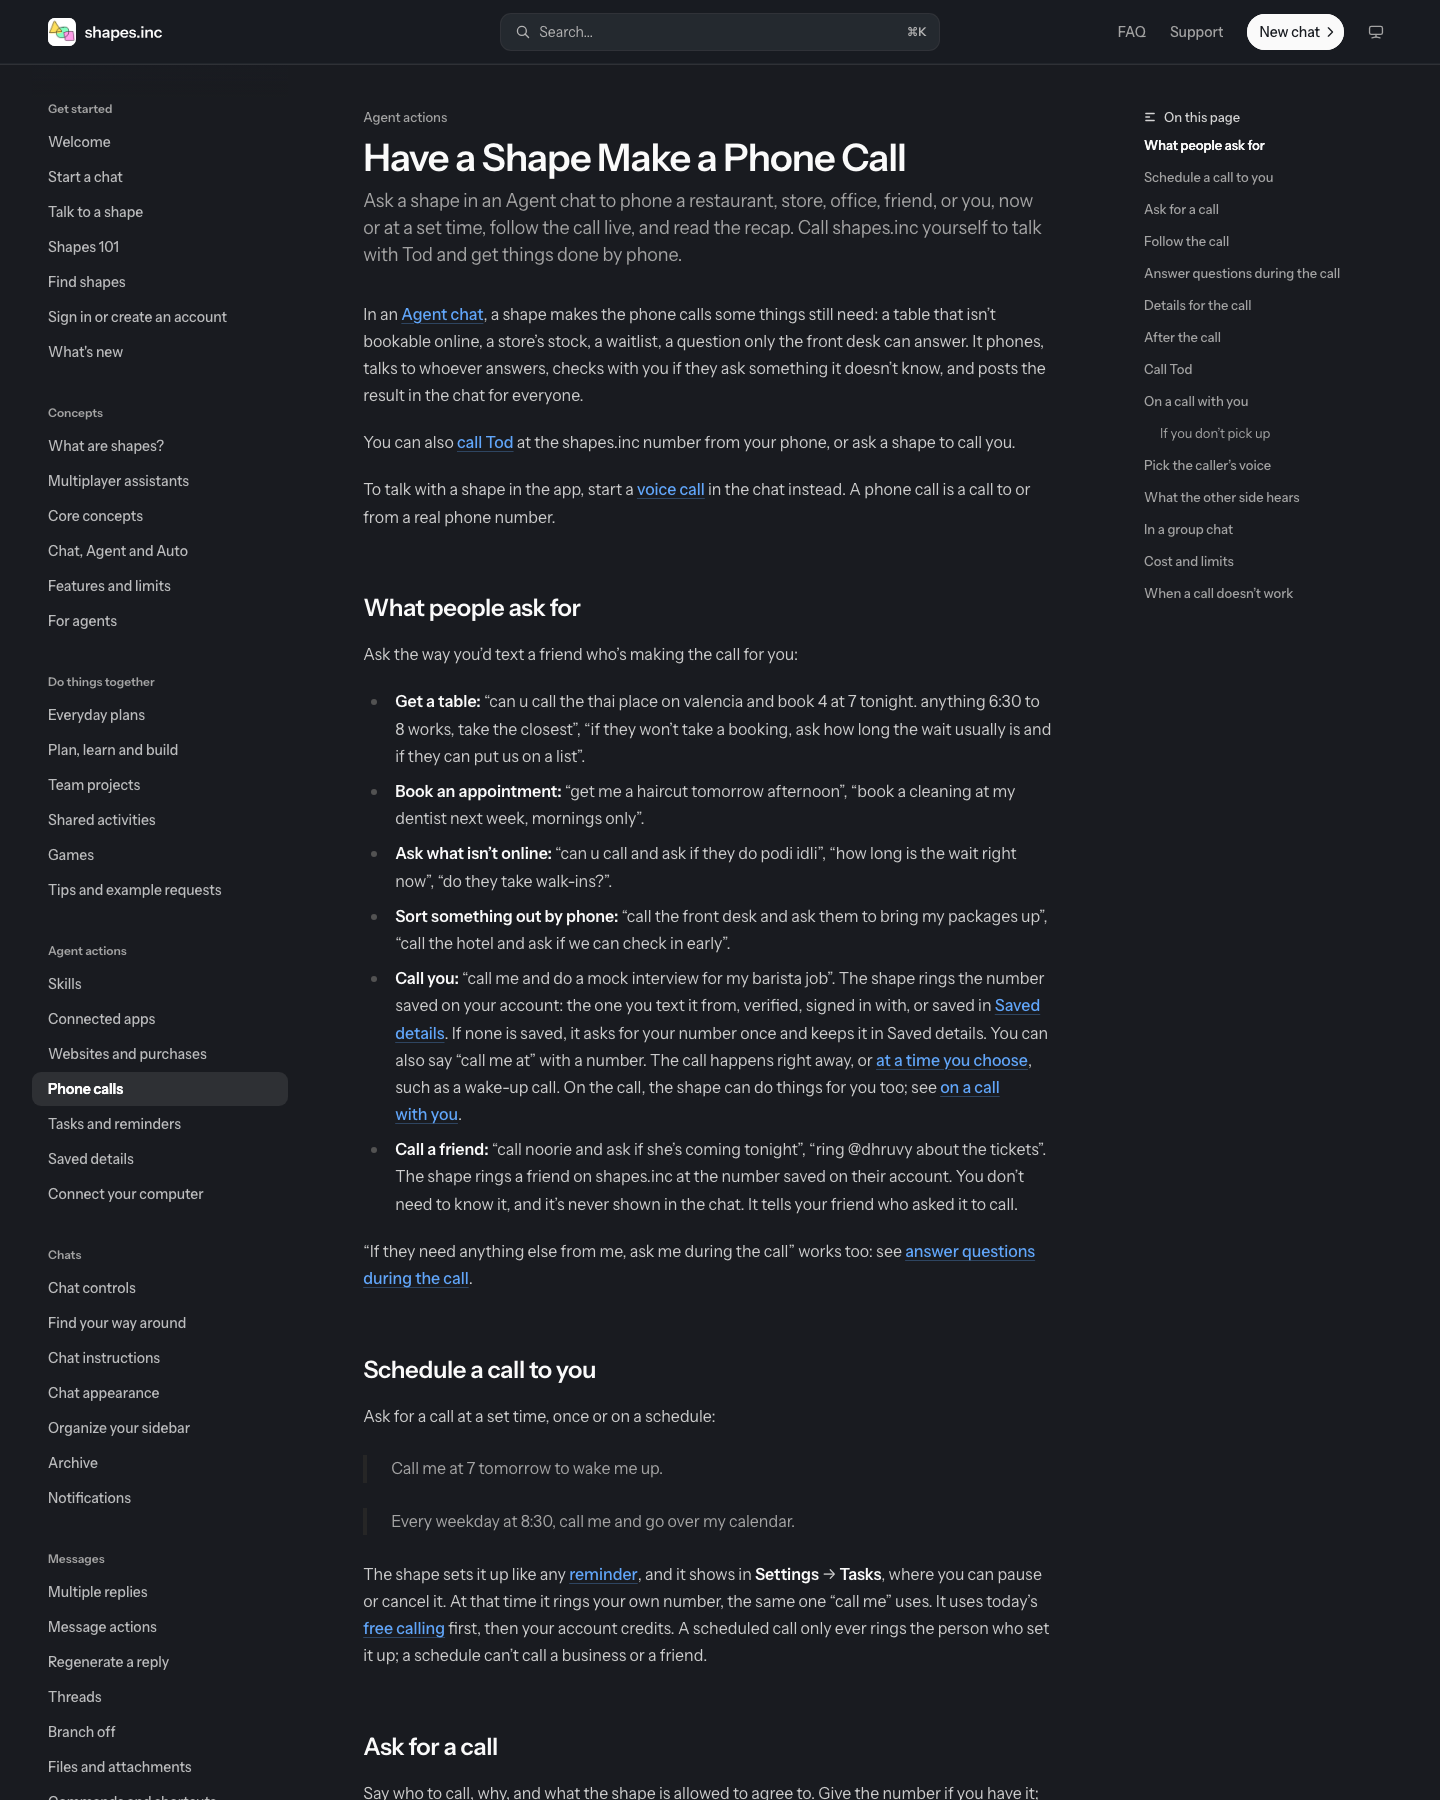 shapes.inc
Search...
⌘K
FAQ
Support
New chat
Get started
Welcome
Start a chat
Talk to a shape
Shapes 101
Find shapes
Sign in or create an account
What's new
Concepts
What are shapes?
Multiplayer assistants
Core concepts
Chat, Agent and Auto
Features and limits
For agents
Do things together
Everyday plans
Plan, learn and build
Team projects
Shared activities
Games
Tips and example requests
Agent actions
Skills
Connected apps
Websites and purchases
Phone calls
Tasks and reminders
Saved details
Connect your computer
Chats
Chat controls
Find your way around
Chat instructions
Chat appearance
Organize your sidebar
Archive
Notifications
Messages
Multiple replies
Message actions
Regenerate a reply
Threads
Branch off
Files and attachments
Commands and shortcuts
Agent actions
Have a Shape Make a Phone Call
Ask a shape in an Agent chat to phone a restaurant, store, office, friend, or you, now
or at a set time, follow the call live, and read the recap. Call shapes.inc yourself to talk
with Tod and get things done by phone.
In an Agent chat, a shape makes the phone calls some things still need: a table that isn’t
bookable online, a store’s stock, a waitlist, a question only the front desk can answer. It phones,
talks to whoever answers, checks with you if they ask something it doesn’t know, and posts the
result in the chat for everyone.
You can also call Tod at the shapes.inc number from your phone, or ask a shape to call you.
To talk with a shape in the app, start a voice call in the chat instead. A phone call is a call to or
from a real phone number.
What people ask for
Ask the way you’d text a friend who’s making the call for you:
Get a table: “can u call the thai place on valencia and book 4 at 7 tonight. anything 6:30 to
8 works, take the closest”, “if they won’t take a booking, ask how long the wait usually is and
if they can put us on a list”.
Book an appointment: “get me a haircut tomorrow afternoon”, “book a cleaning at my
dentist next week, mornings only”.
Ask what isn’t online: “can u call and ask if they do podi idli”, “how long is the wait right
now”, “do they take walk-ins?”.
Sort something out by phone: “call the front desk and ask them to bring my packages up”,
“call the hotel and ask if we can check in early”.
Call you: “call me and do a mock interview for my barista job”. The shape rings the number
saved on your account: the one you text it from, verified, signed in with, or saved in Saved
details. If none is saved, it asks for your number once and keeps it in Saved details. You can
also say “call me at” with a number. The call happens right away, or at a time you choose,
such as a wake-up call. On the call, the shape can do things for you too; see on a call
with you.
Call a friend: “call noorie and ask if she’s coming tonight”, “ring @dhruvy about the tickets”.
The shape rings a friend on shapes.inc at the number saved on their account. You don’t
need to know it, and it’s never shown in the chat. It tells your friend who asked it to call.
“If they need anything else from me, ask me during the call” works too: see answer questions
during the call.
Schedule a call to you
Ask for a call at a set time, once or on a schedule:
Call me at 7 tomorrow to wake me up.
Every weekday at 8:30, call me and go over my calendar.
The shape sets it up like any reminder, and it shows in Settings → Tasks, where you can pause
or cancel it. At that time it rings your own number, the same one “call me” uses. It uses today’s
free calling first, then your account credits. A scheduled call only ever rings the person who set
it up; a schedule can’t call a business or a friend.
Ask for a call
Say who to call, why, and what the shape is allowed to agree to. Give the number if you have it;
On this page
What people ask for
Schedule a call to you
Ask for a call
Follow the call
Answer questions during the call
Details for the call
After the call
Call Tod
On a call with you
If you don’t pick up
Pick the caller’s voice
What the other side hears
In a group chat
Cost and limits
When a call doesn’t work